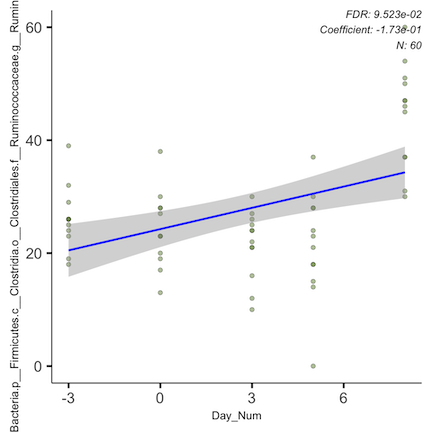 FDR: 9.523e-02
Coefficient: -1.73e-01
N: 60
Bacteria.p__Firmicutes.c__Clostridia.o__Clostridiales.f__Ruminococcaceae.g__Rumin
60
40
20
0
-3 0 3 6
Day_Num